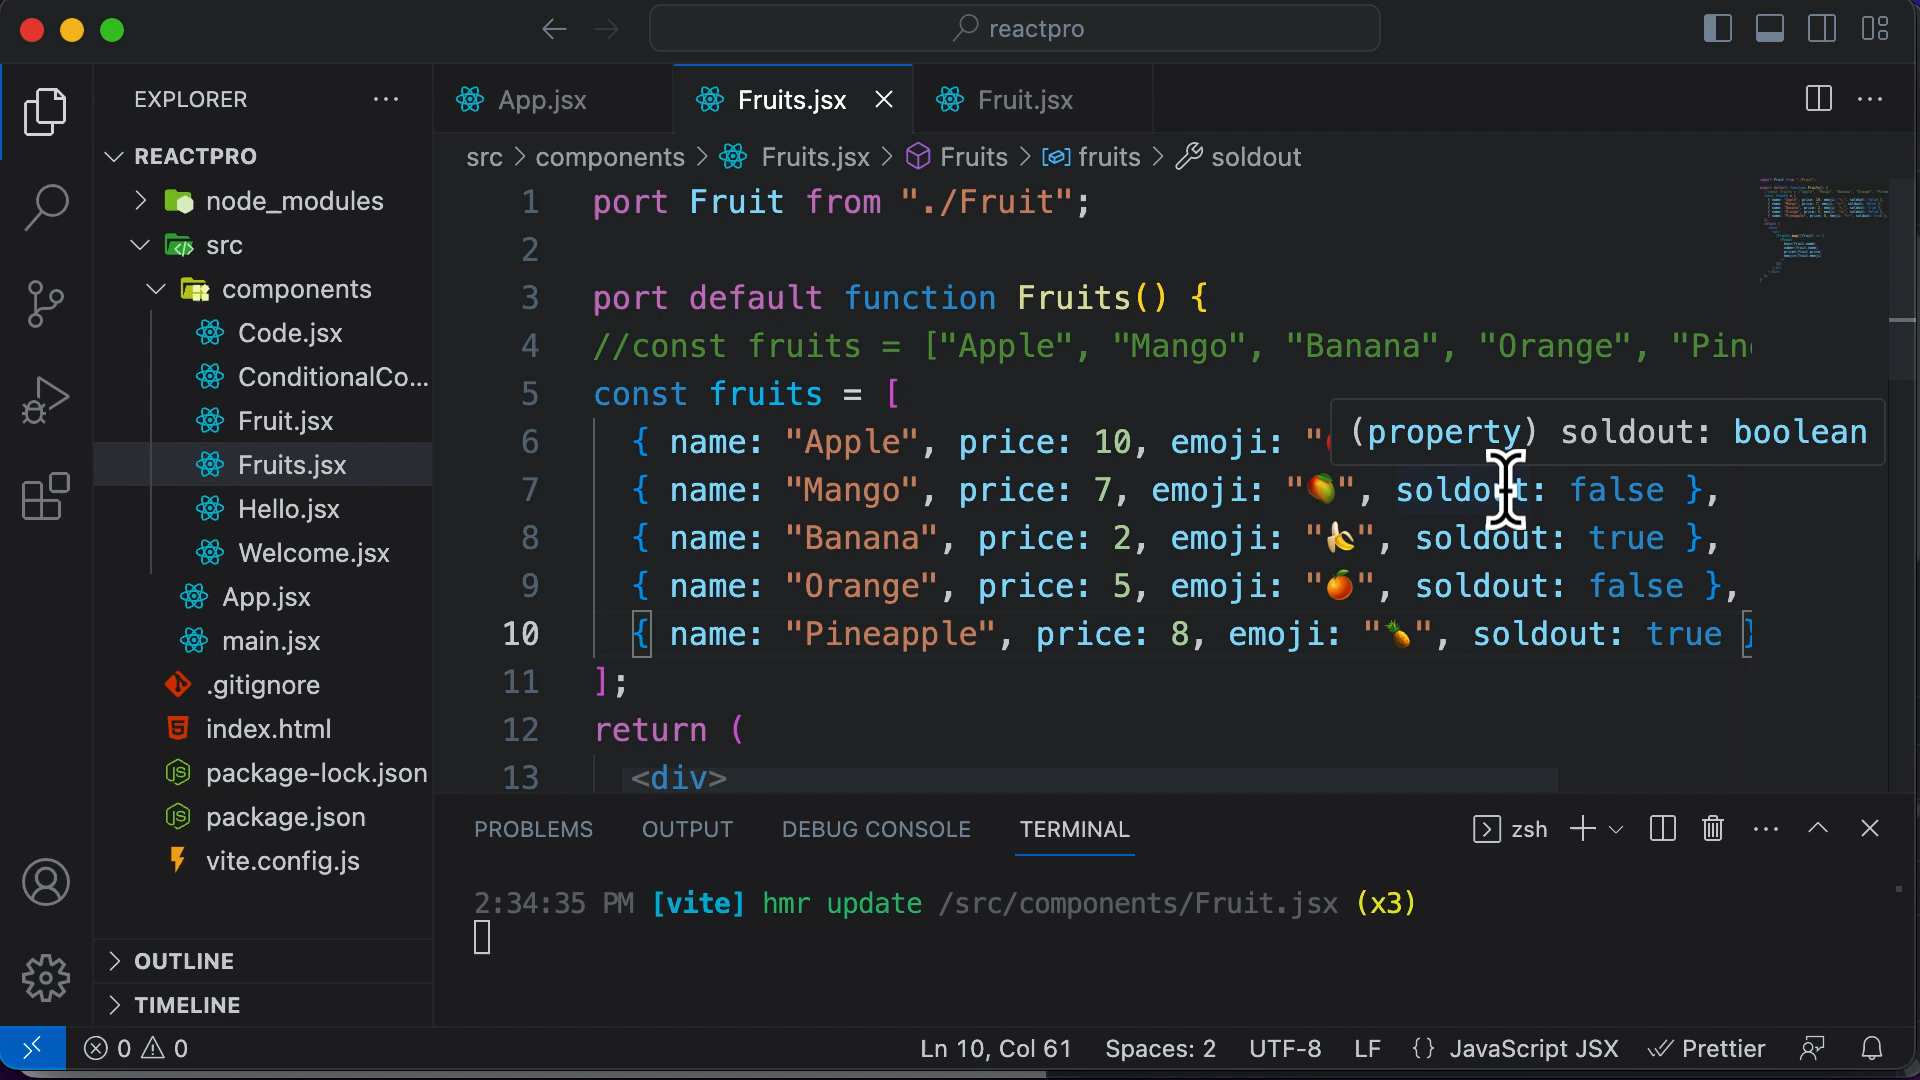 reactpro
EXPLORER
App.jsx
Fruits.jsx
Fruit.jsx
REACTPRO
src > components > Fruits.jsx > Fruits > fruits > soldout
node_modules
src
components
Code.jsx
ConditionalCo...
Fruit.jsx
Fruits.jsx
Hello.jsx
Welcome.jsx
App.jsx
main.jsx
.gitignore
index.html
package-lock.json
package.json
vite.config.js
OUTLINE
TIMELINE
1 port Fruit from "./Fruit";
2
3 port default function Fruits() {
4 //const fruits = ["Apple", "Mango", "Banana", "Orange", "Pin
5 const fruits = [
(property) soldout: boolean
6 { name: "Apple", price: 10, emoji: "
7 { name: "Mango", price: 7, emoji: "🥭", soldout: false },
8 { name: "Banana", price: 2, emoji: "🍌", soldout: true },
9 { name: "Orange", price: 5, emoji: "🍊", soldout: false },
10 { name: "Pineapple", price: 8, emoji: "🍍", soldout: true }
11 ];
12 return (
13 <div>
PROBLEMS OUTPUT DEBUG CONSOLE TERMINAL
zsh
2:34:35 PM [vite] hmr update /src/components/Fruit.jsx (x3)
0 0
Ln 10, Col 61 Spaces: 2 UTF-8 LF {} JavaScript JSX Prettier